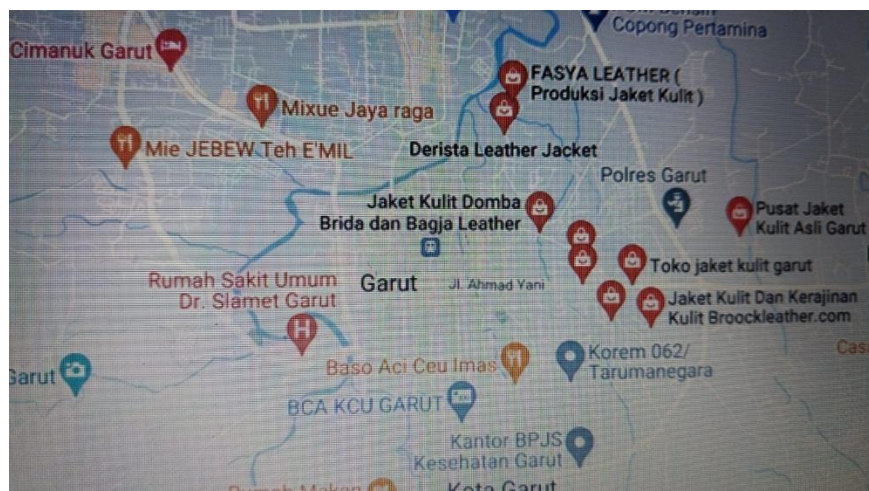 Copong Pertamina
Cimanuk Garut
FASYA LEATHER (
Produksi Jaket Kulit )
Mixue Jaya raga
Mie JEBEW Teh E'MIL
Derista Leather Jacket
Polres Garut
Jaket Kulit Domba
Brida dan Bagja Leather
Pusat Jaket
Kulit Asli Garut
Toko jaket kulit garut
Rumah Sakit Umum
Dr. Slamet Garut
Garut
Jl. Ahmad Yani
Jaket Kulit Dan Kerajinan
Kulit Broockleather.com
Baso Aci Ceu Imas
Korem 062/
Tarumanegara
Garut
BCA KCU GARUT
Kantor BPJS
Kesehatan Garut
Rumah Makan
Kota Garut